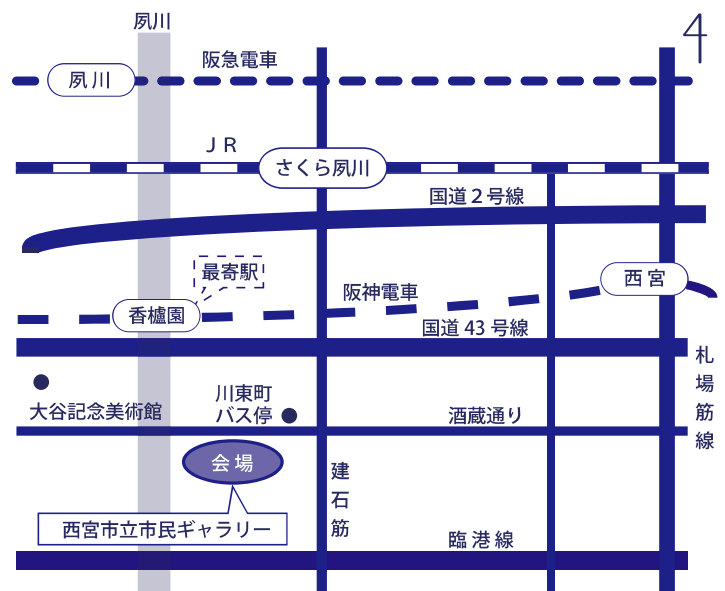 夙川
阪急電車
夙川
JR
さくら夙川
国道2号線
最寄駅
西宮
阪神電車
香櫨園
国道43号線
札場筋線
川東町
バス停
大谷記念美術館
酒蔵通り
会場
建石筋
西宮市立市民ギャラリー
臨港線